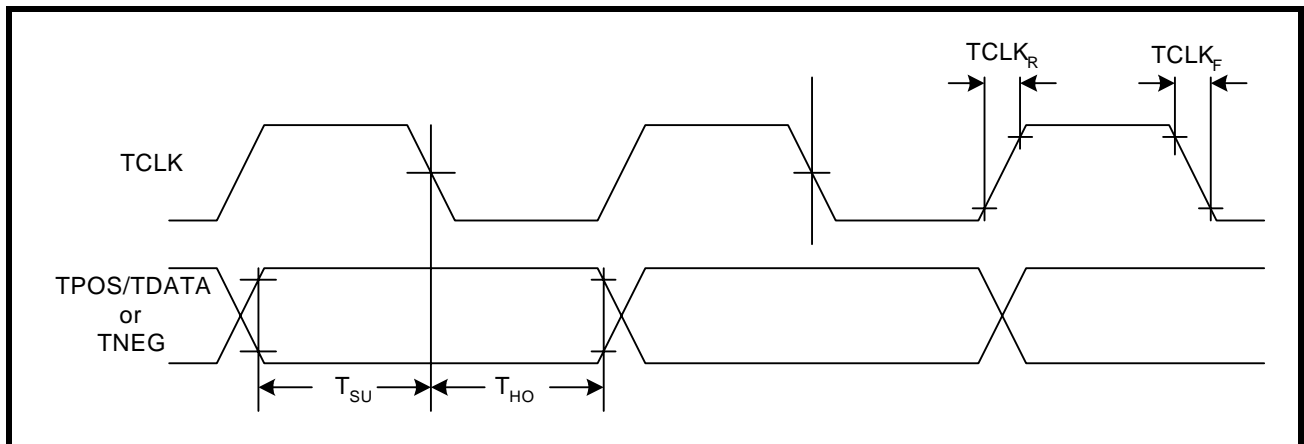 TCLK_R
TCLK_F
TCLK
TPOS/TDATA
or
TNEG
T_SU
T_HO